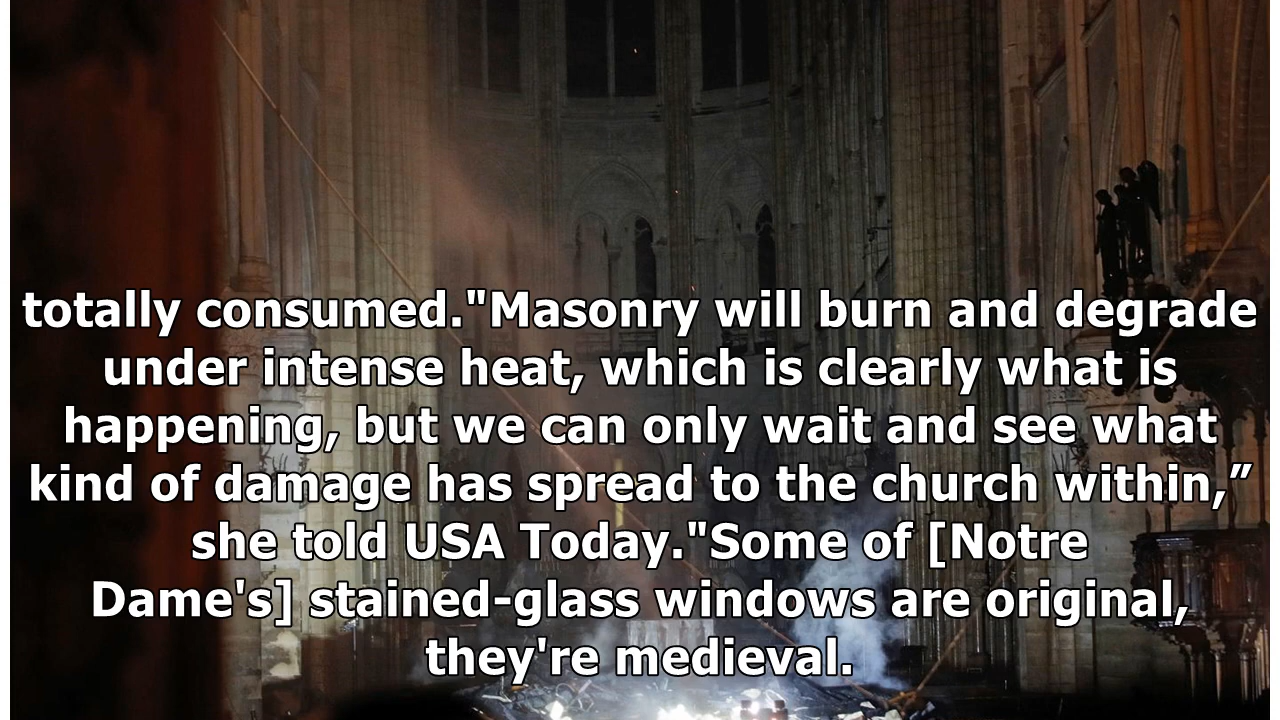 totally consumed."Masonry will burn and degrade
under intense heat, which is clearly what is
happening, but we can only wait and see what
kind of damage has spread to the church within,”
she told USA Today."Some of [Notre
Dame's] stained-glass windows are original,
they're medieval.